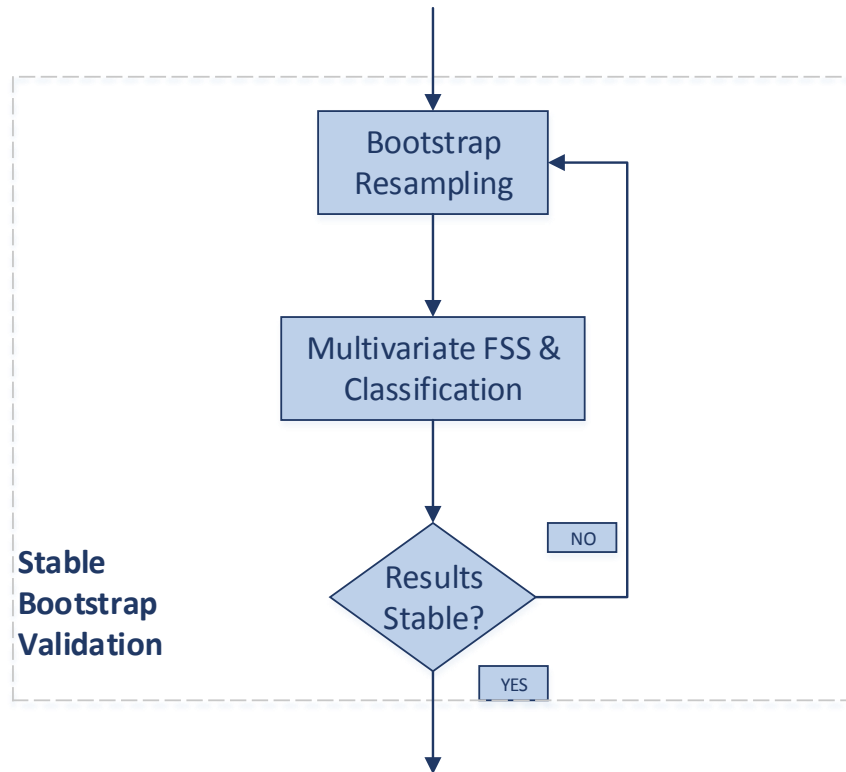 Bootstrap
Resampling
Multivariate FSS &
Classification
NO
Results
Stable?
Stable
Bootstrap
Validation
YES